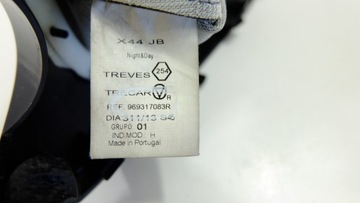 X44 JB
Night&Day
TREVES 254
TRECAR R
REF. 969317083R
DIA 311/13
GRUPO 01
IND.MOD. H
Made in Portugal